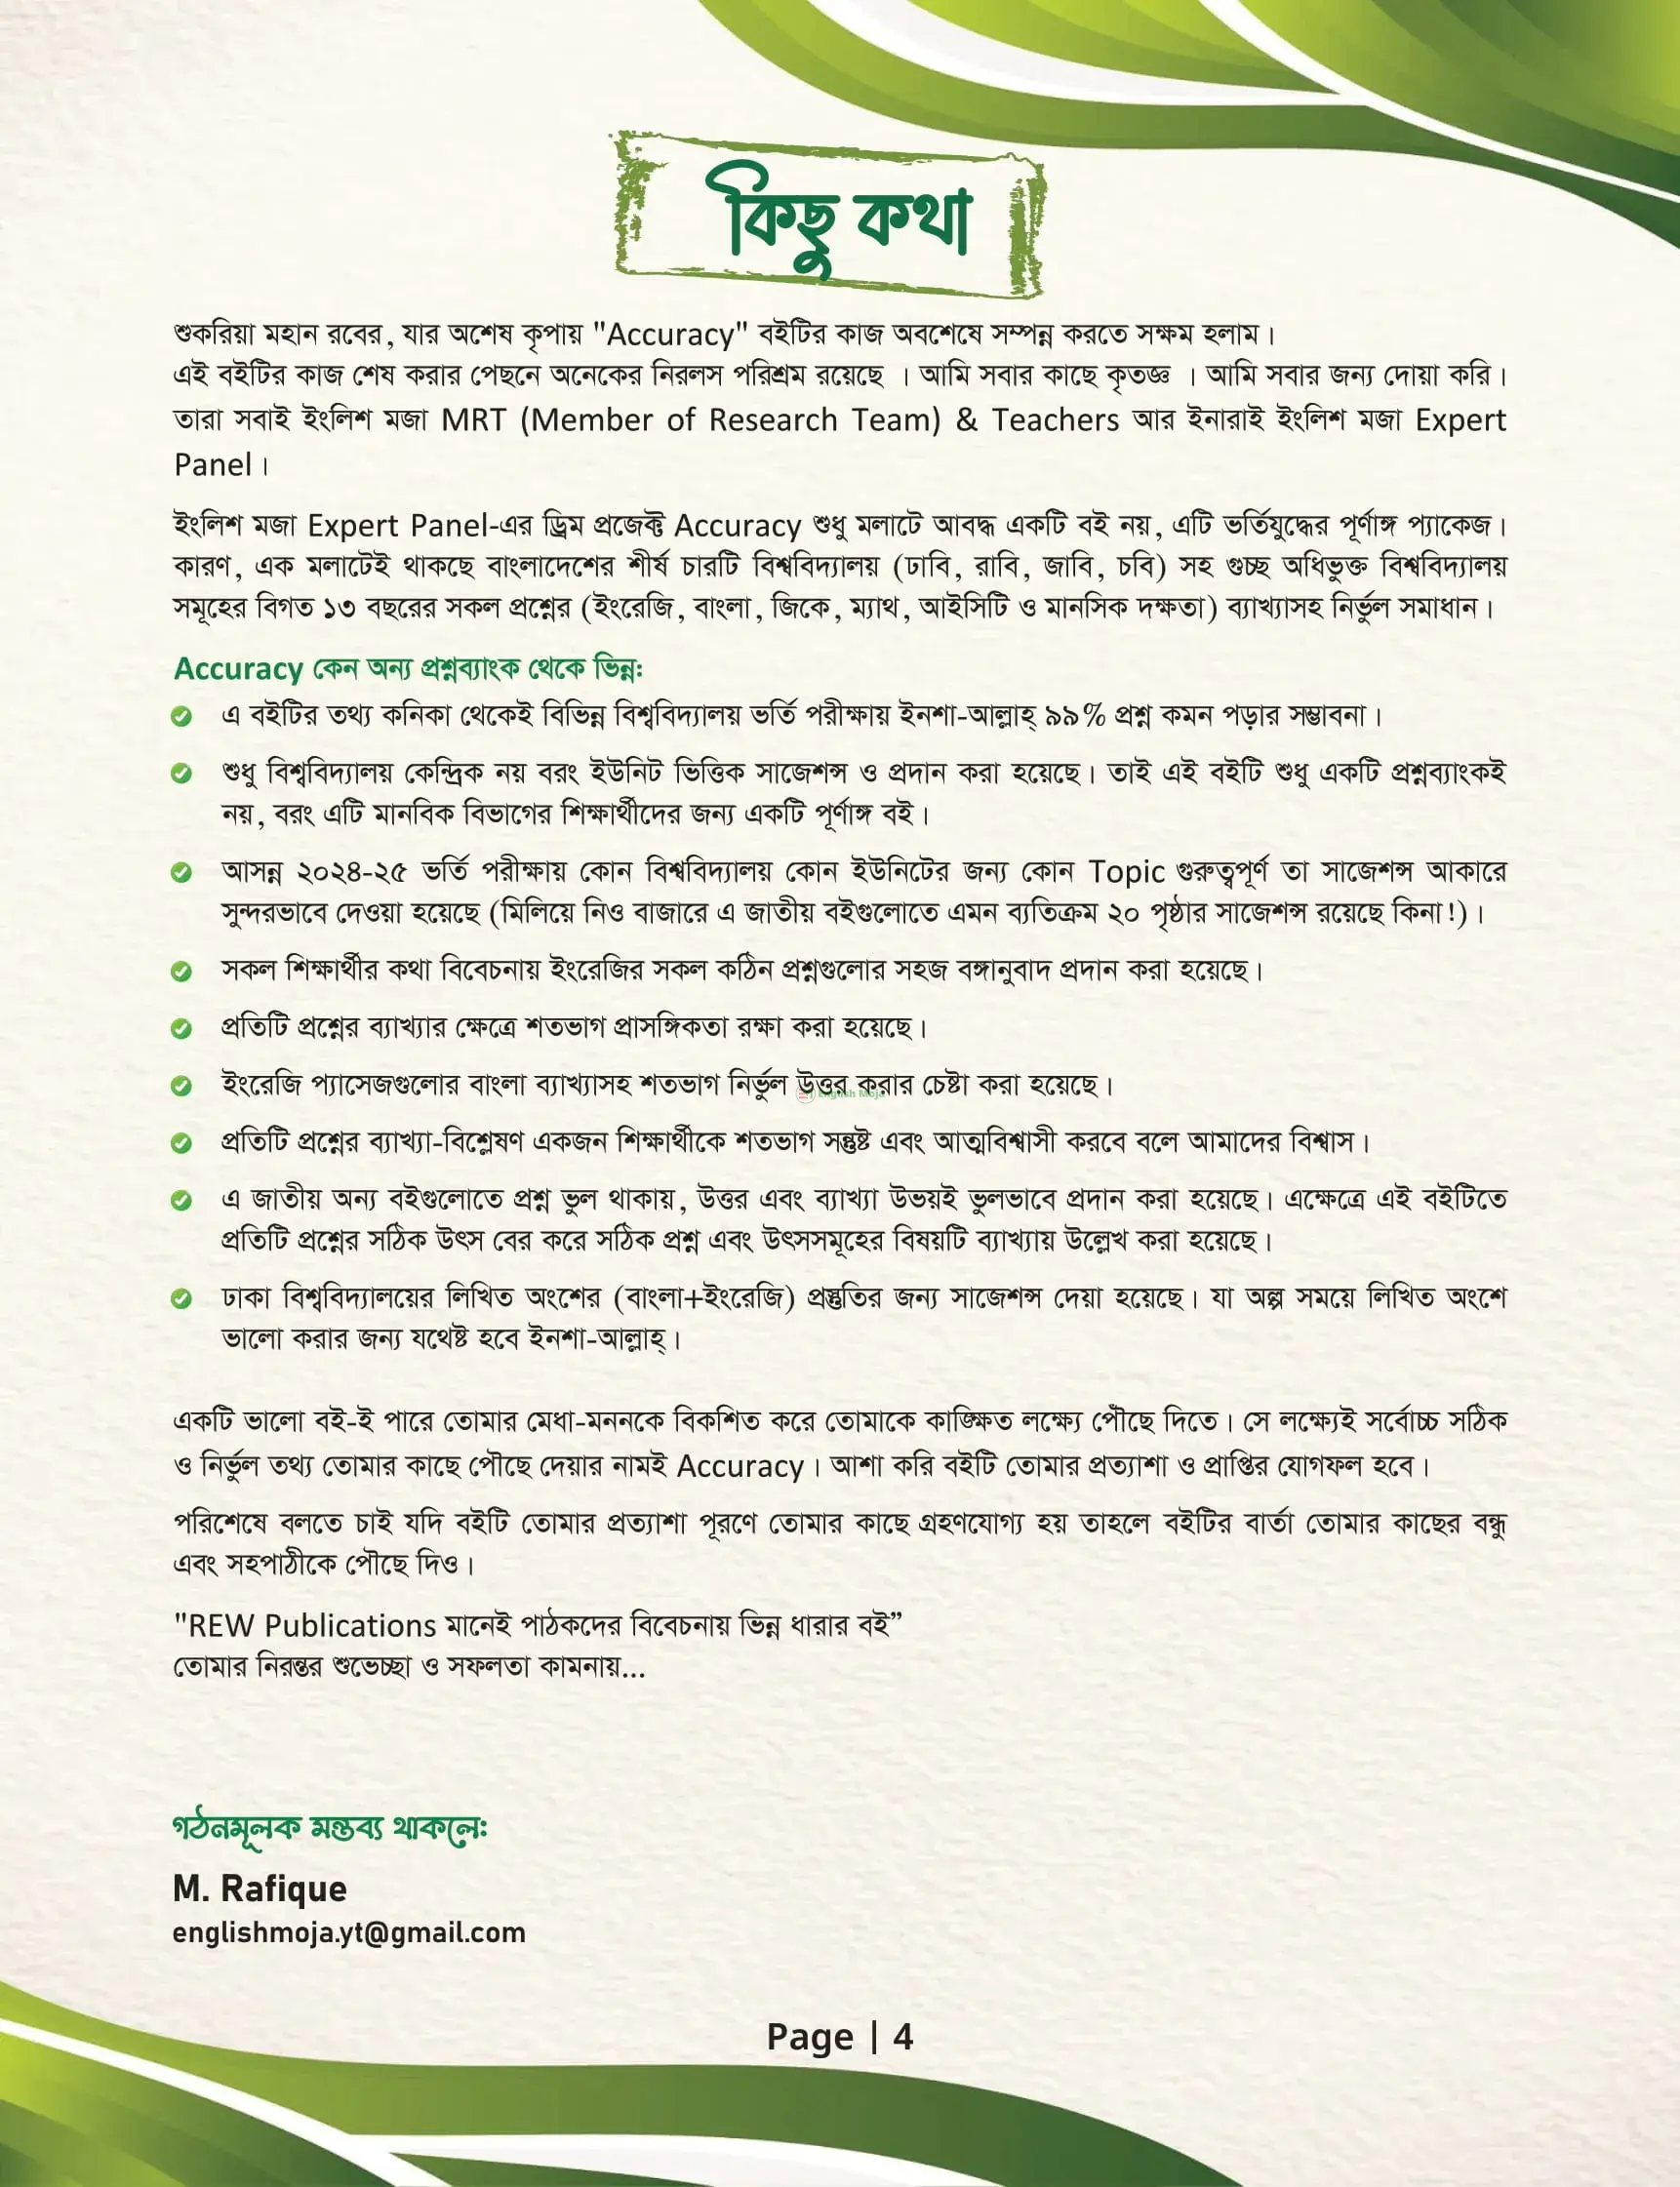 কিছু কথা
শুকরিয়া মহান রবের, যার অশেষ কৃপায় "Accuracy" বইটির কাজ অবশেষে সম্পন্ন করতে সক্ষম হলাম।
এই বইটির কাজ শেষ করার পেছনে অনেকের নিরলস পরিশ্রম রয়েছে । আমি সবার কাছে কৃতজ্ঞ । আমি সবার জন্য দোয়া করি।
তারা সবাই ইংলিশ মজা MRT (Member of Research Team) & Teachers আর ইনারাই ইংলিশ মজা Expert
Panel।
ইংলিশ মজা Expert Panel-এর ড্রিম প্রজেক্ট Accuracy শুধু মলাটে আবদ্ধ একটি বই নয়, এটি ভর্তিযুদ্ধের পূর্ণাঙ্গ প্যাকেজ।
কারণ, এক মলাটেই থাকছে বাংলাদেশের শীর্ষ চারটি বিশ্ববিদ্যালয় (ঢাবি, রাবি, জাবি, চবি) সহ গুচ্ছ অধিভুক্ত বিশ্ববিদ্যালয়
সমূহের বিগত ১৩ বছরের সকল প্রশ্নের (ইংরেজি, বাংলা, জিকে, ম্যাথ, আইসিটি ও মানসিক দক্ষতা) ব্যাখ্যাসহ নির্ভুল সমাধান।
Accuracy কেন অন্য প্রশ্নব্যাংক থেকে ভিন্ন:
এ বইটির তথ্য কনিকা থেকেই বিভিন্ন বিশ্ববিদ্যালয় ভর্তি পরীক্ষায় ইনশা-আল্লাহ্ ৯৯% প্রশ্ন কমন পড়ার সম্ভাবনা।
শুধু বিশ্ববিদ্যালয় কেন্দ্রিক নয় বরং ইউনিট ভিত্তিক সাজেশন্স ও প্রদান করা হয়েছে। তাই এই বইটি শুধু একটি প্রশ্নব্যাংকই
নয়, বরং এটি মানবিক বিভাগের শিক্ষার্থীদের জন্য একটি পূর্ণাঙ্গ বই।
আসন্ন ২০২৪-২৫ ভর্তি পরীক্ষায় কোন বিশ্ববিদ্যালয় কোন ইউনিটের জন্য কোন Topic গুরুত্বপূর্ণ তা সাজেশন্স আকারে
সুন্দরভাবে দেওয়া হয়েছে (মিলিয়ে নিও বাজারে এ জাতীয় বইগুলোতে এমন ব্যতিক্রম ২০ পৃষ্ঠার সাজেশন্স রয়েছে কিনা!)।
সকল শিক্ষার্থীর কথা বিবেচনায় ইংরেজির সকল কঠিন প্রশ্নগুলোর সহজ বঙ্গানুবাদ প্রদান করা হয়েছে।
প্রতিটি প্রশ্নের ব্যাখ্যার ক্ষেত্রে শতভাগ প্রাসঙ্গিকতা রক্ষা করা হয়েছে।
ইংরেজি প্যাসেজগুলোর বাংলা ব্যাখ্যাসহ শতভাগ নির্ভুল উত্তর করার চেষ্টা করা হয়েছে।
English Moja
প্রতিটি প্রশ্নের ব্যাখ্যা-বিশ্লেষণ একজন শিক্ষার্থীকে শতভাগ সন্তুষ্ট এবং আত্মবিশ্বাসী করবে বলে আমাদের বিশ্বাস।
এ জাতীয় অন্য বইগুলোতে প্রশ্ন ভুল থাকায়, উত্তর এবং ব্যাখ্যা উভয়ই ভুলভাবে প্রদান করা হয়েছে। এক্ষেত্রে এই বইটিতে
প্রতিটি প্রশ্নের সঠিক উৎস বের করে সঠিক প্রশ্ন এবং উৎসসমূহের বিষয়টি ব্যাখ্যায় উল্লেখ করা হয়েছে।
ঢাকা বিশ্ববিদ্যালয়ের লিখিত অংশের (বাংলা+ইংরেজি) প্রস্তুতির জন্য সাজেশন্স দেয়া হয়েছে। যা অল্প সময়ে লিখিত অংশে
ভালো করার জন্য যথেষ্ট হবে ইনশা-আল্লাহ্।
একটি ভালো বই-ই পারে তোমার মেধা-মননকে বিকশিত করে তোমাকে কাঙ্ক্ষিত লক্ষ্যে পৌঁছে দিতে। সে লক্ষ্যেই সর্বোচ্চ সঠিক
ও নির্ভুল তথ্য তোমার কাছে পৌছে দেয়ার নামই Accuracy। আশা করি বইটি তোমার প্রত্যাশা ও প্রাপ্তির যোগফল হবে।
পরিশেষে বলতে চাই যদি বইটি তোমার প্রত্যাশা পূরণে তোমার কাছে গ্রহণযোগ্য হয় তাহলে বইটির বার্তা তোমার কাছের বন্ধু
এবং সহপাঠীকে পৌছে দিও।
"REW Publications মানেই পাঠকদের বিবেচনায় ভিন্ন ধারার বই”
তোমার নিরন্তর শুভেচ্ছা ও সফলতা কামনায়...
গঠনমূলক মন্তব্য থাকলে:
M. Rafique
englishmoja.yt@gmail.com
Page | 4